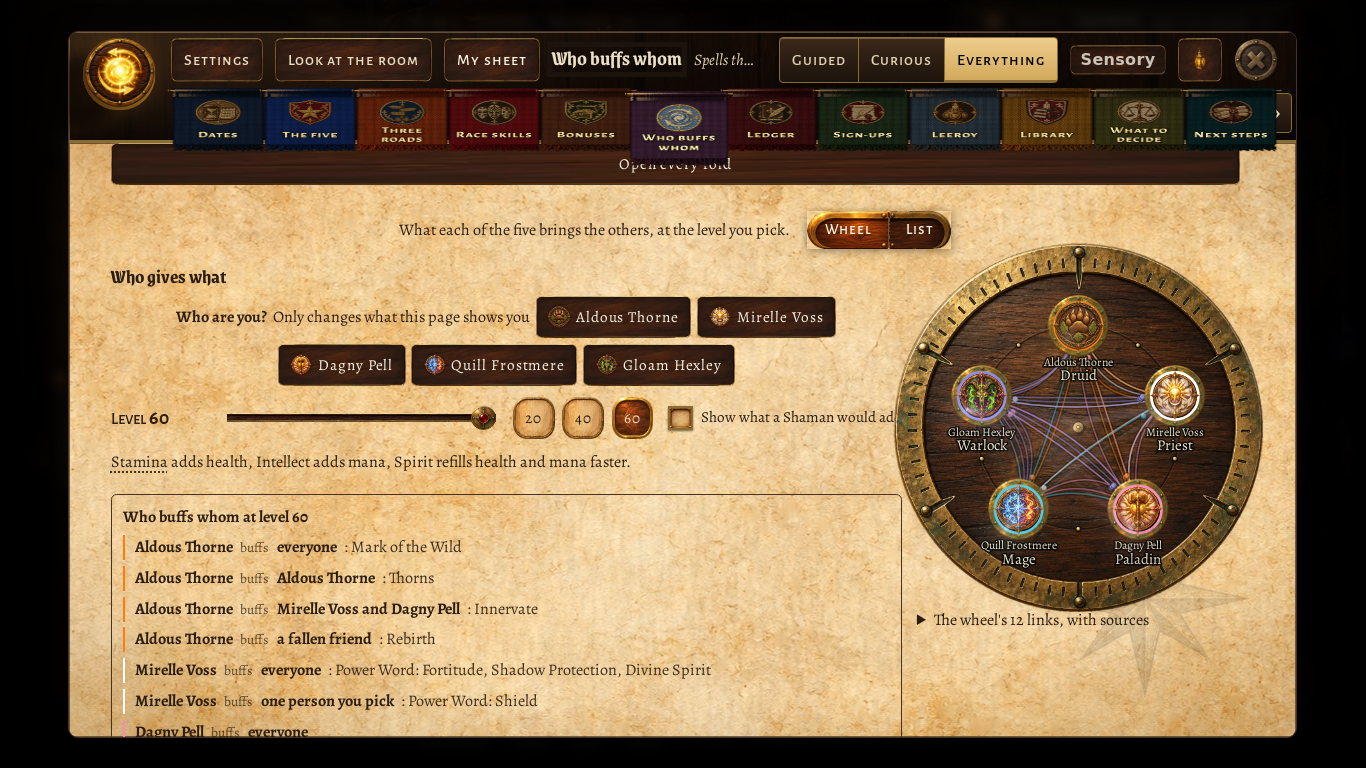 Settings
Look at the room
My sheet
Who buffs whom
Spells th…
Guided
Curious
Everything
Sensory
Dates
The Five
Three Roads
Race skills
Bonuses
Who buffs whom
Ledger
Sign-ups
Leeroy
Library
What to decide
Next steps
Open every fold
What each of the five brings the others, at the level you pick.
Wheel
List
Who gives what
Who are you? Only changes what this page shows you
Aldous Thorne
Mirelle Voss
Dagny Pell
Quill Frostmere
Gloam Hexley
Level 60
20
40
60
Show what a Shaman would ad
Stamina adds health, Intellect adds mana, Spirit refills health and mana faster.
Who buffs whom at level 60
Aldous Thorne buffs everyone : Mark of the Wild
Aldous Thorne buffs Aldous Thorne : Thorns
Aldous Thorne buffs Mirelle Voss and Dagny Pell : Innervate
Aldous Thorne buffs a fallen friend : Rebirth
Mirelle Voss buffs everyone : Power Word: Fortitude, Shadow Protection, Divine Spirit
Mirelle Voss buffs one person you pick : Power Word: Shield
Dagny Pell buffs everyone
Aldous Thorne
Druid
Gloam Hexley
Warlock
Mirelle Voss
Priest
Quill Frostmere
Mage
Dagny Pell
Paladin
The wheel's 12 links, with sources